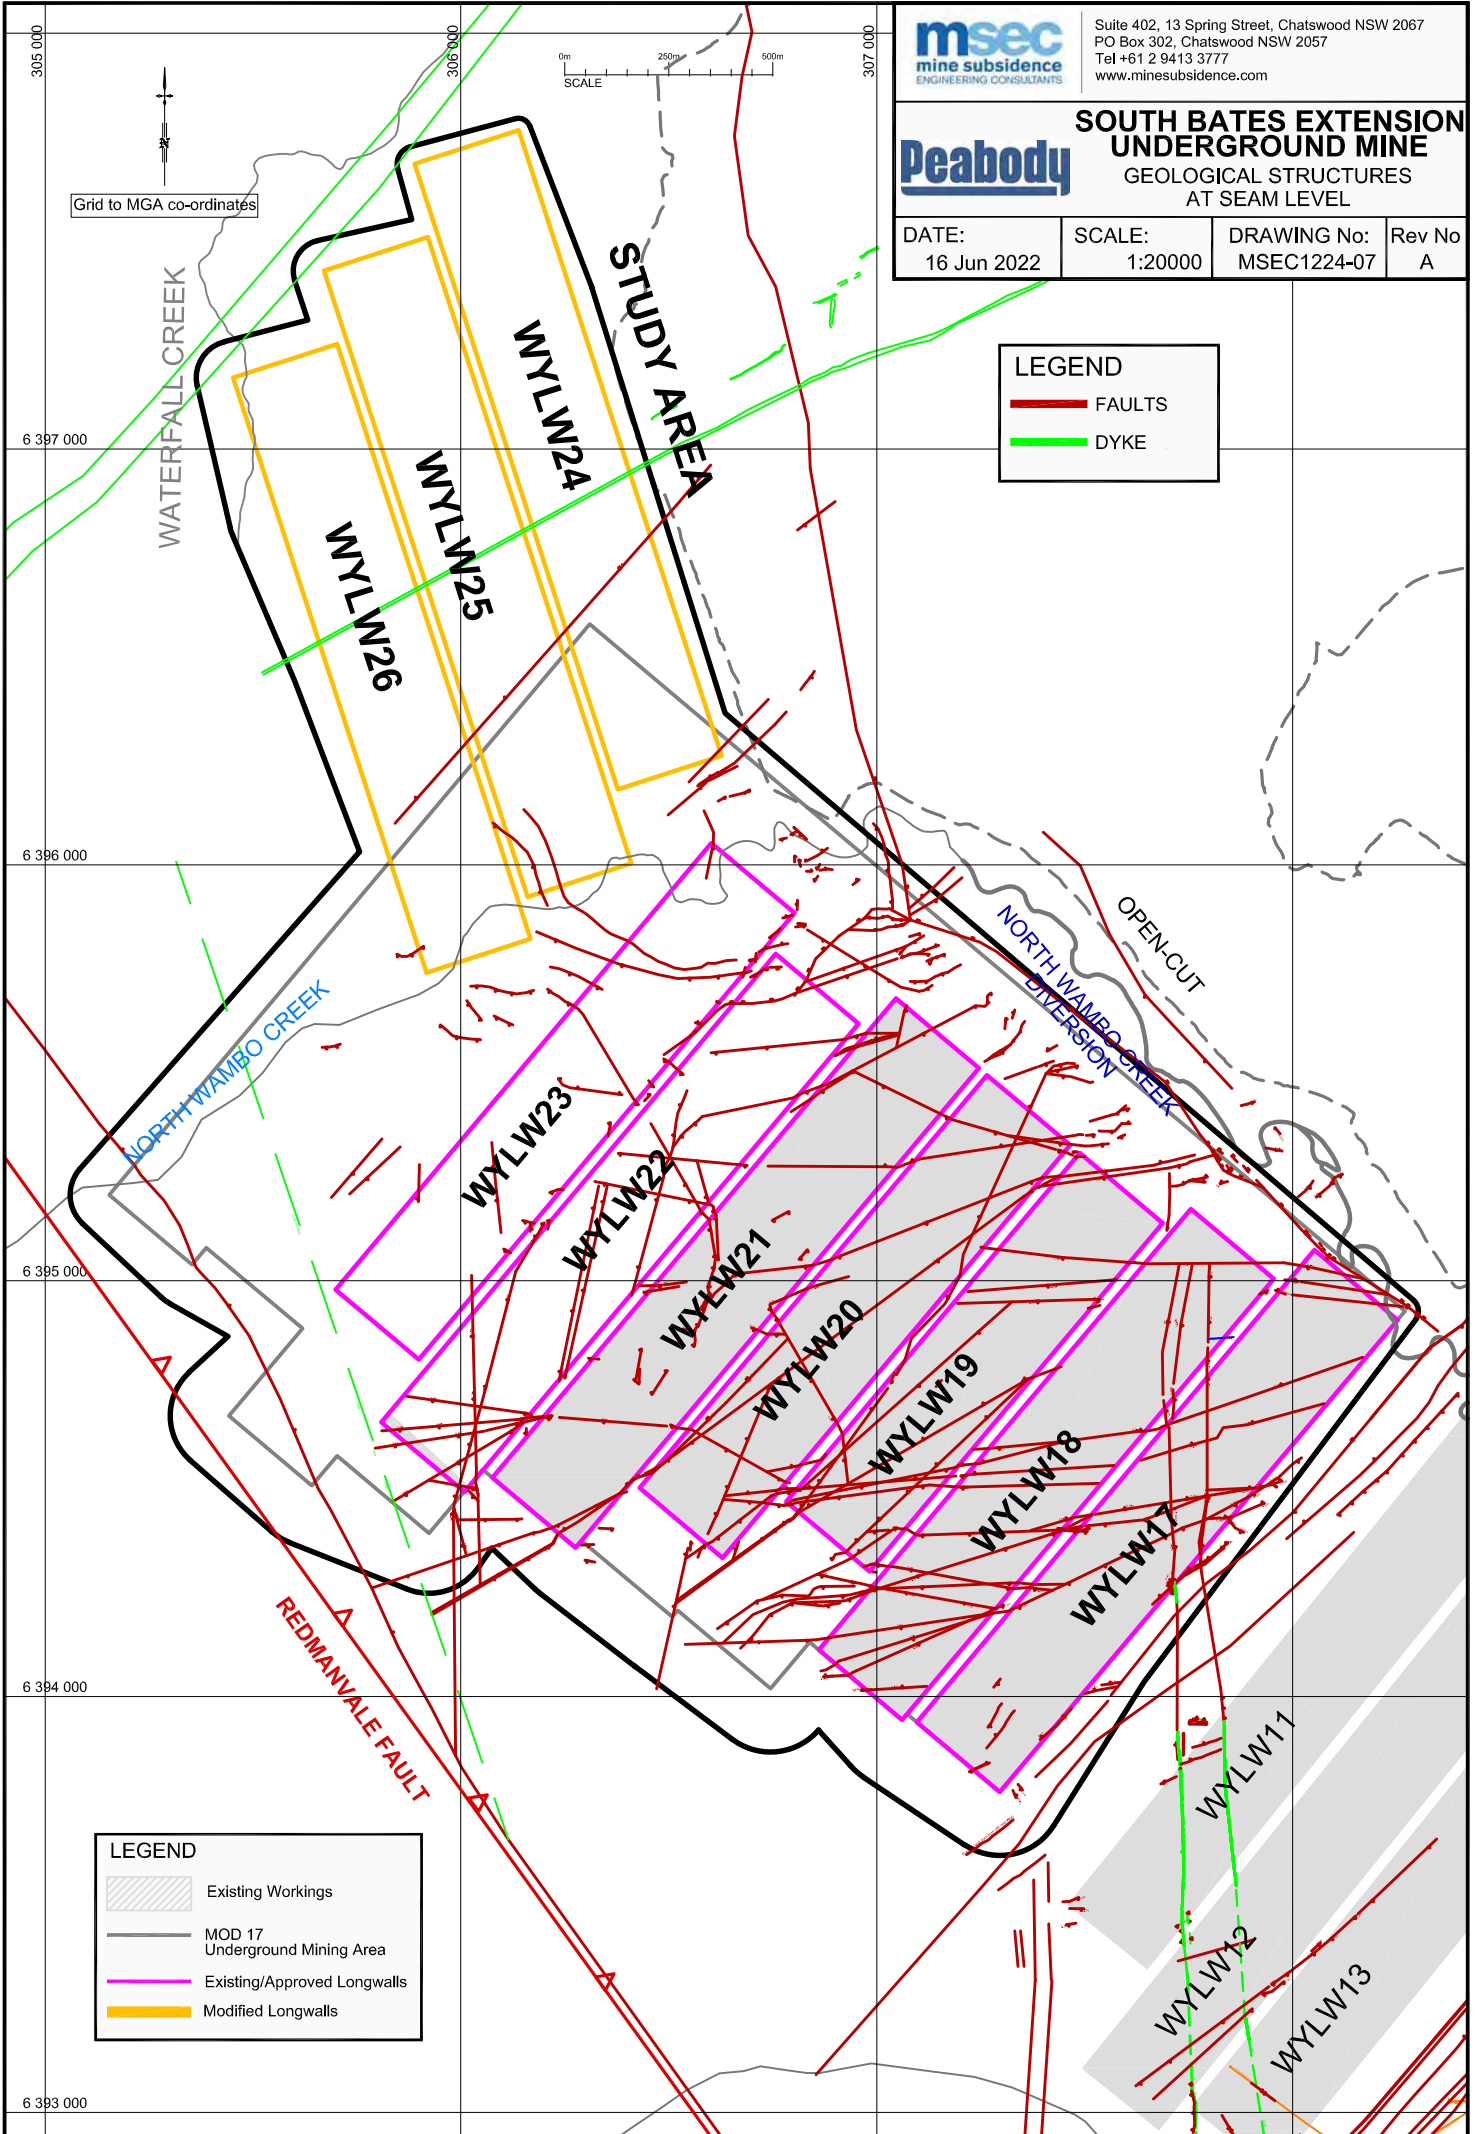 305 000
306 000
307 000
0m 250m 500m
SCALE
N
Grid to MGA co-ordinates
msec
mine subsidence
ENGINEERING CONSULTANTS
Suite 402, 13 Spring Street, Chatswood NSW 2067
PO Box 302, Chatswood NSW 2057
Tel +61 2 9413 3777
www.minesubsidence.com
Peabody
SOUTH BATES EXTENSION
UNDERGROUND MINE
GEOLOGICAL STRUCTURES
AT SEAM LEVEL
DATE:
16 Jun 2022
SCALE:
1:20000
DRAWING No:
MSEC1224-07
Rev No
A
LEGEND
FAULTS
DYKE
WATERFALL CREEK
STUDY AREA
WYLW24
WYLW25
WYLW26
6 397 000
6 396 000
NORTH WAMBO CREEK
NORTH WAMBO CREEK
DIVERSION
OPEN-CUT
WYLW23
WYLW22
WYLW21
WYLW20
WYLW19
WYLW18
WYLW17
6 395 000
6 394 000
REDMANVALE FAULT
WYLW11
WYLW12
WYLW13
LEGEND
Existing Workings
MOD 17
Underground Mining Area
Existing/Approved Longwalls
Modified Longwalls
6 393 000